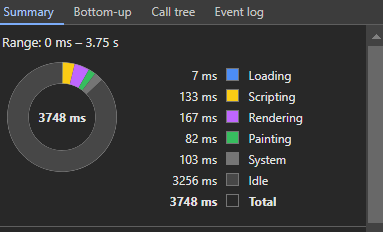 Summary Bottom-up Call tree Event log
Range: 0 ms – 3.75 s
3748 ms
7 ms Loading
133 ms Scripting
167 ms Rendering
82 ms Painting
103 ms System
3256 ms Idle
3748 ms Total